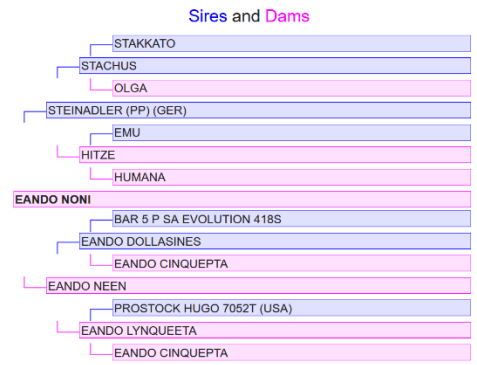 Sires and Dams
STAKKATO
STACHUS
OLGA
STEINADLER (PP) (GER)
EMU
HITZE
HUMANA
EANDO NONI
BAR 5 P SA EVOLUTION 418S
EANDO DOLLASINES
EANDO CINQUEPTA
EANDO NEEN
PROSTOCK HUGO 7052T (USA)
EANDO LYNQUEETA
EANDO CINQUEPTA